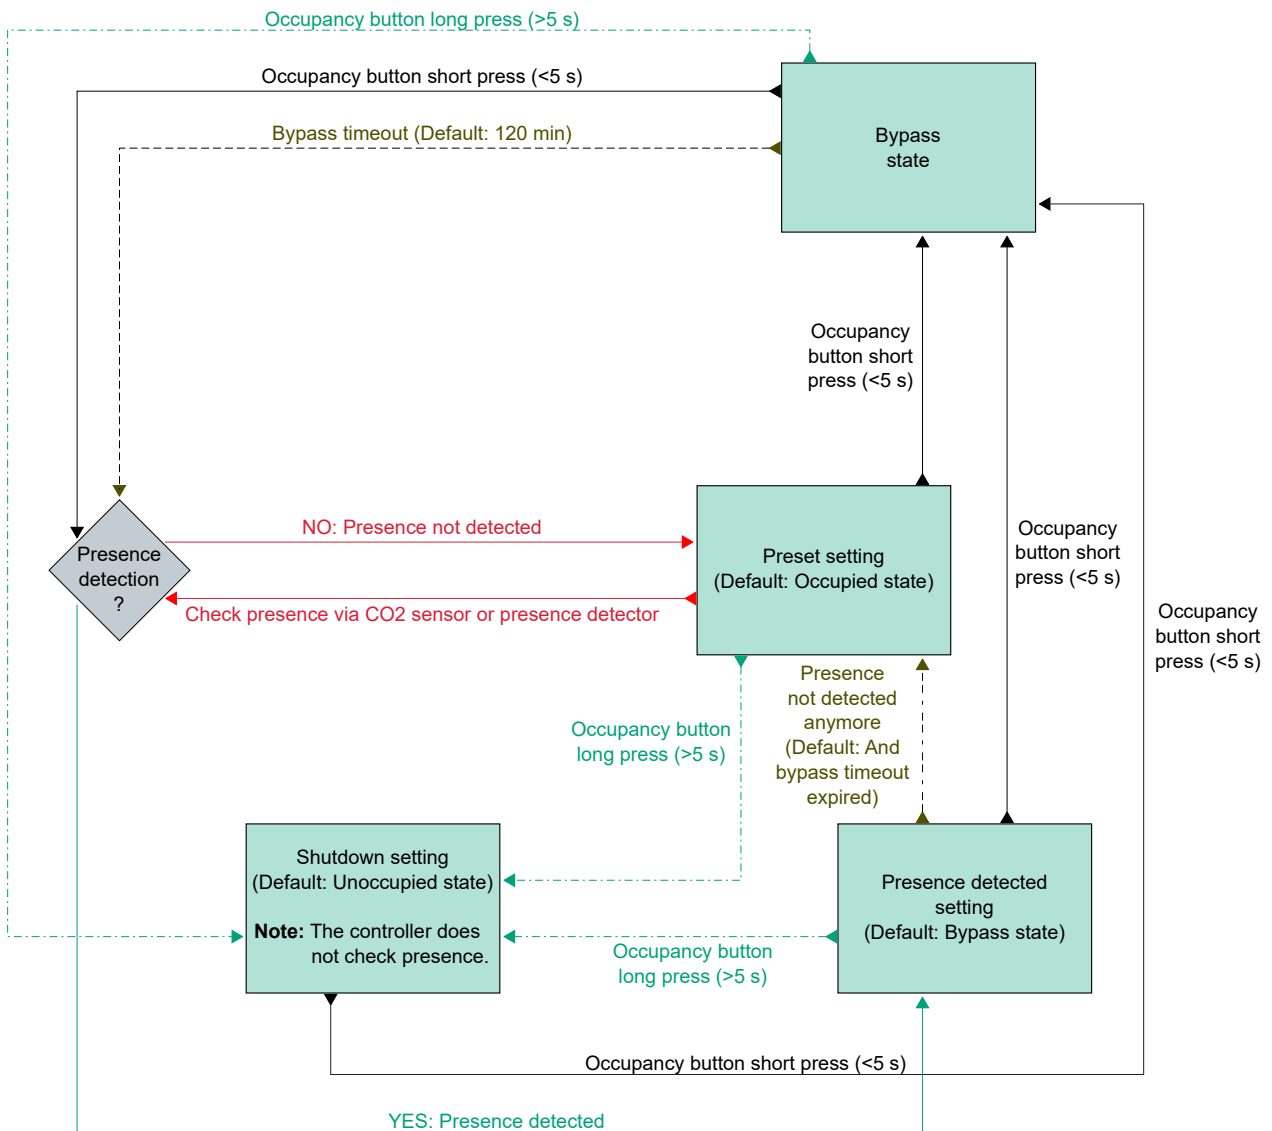 Occupancy button long press (>5 s)
Occupancy button short press (<5 s)
Bypass timeout (Default: 120 min)
Bypass
state
Occupancy
button short
press (<5 s)
NO: Presence not detected
Presence
detection
?
Preset setting
(Default: Occupied state)
Check presence via CO2 sensor or presence detector
Occupancy
button short
press (<5 s)
Occupancy
button short
press (<5 s)
Presence
not detected
anymore
(Default: And
bypass timeout
expired)
Occupancy button
long press (>5 s)
Shutdown setting
(Default: Unoccupied state)
Note: The controller does
not check presence.
Presence detected
setting
(Default: Bypass state)
Occupancy button
long press (>5 s)
Occupancy button short press (<5 s)
YES: Presence detected